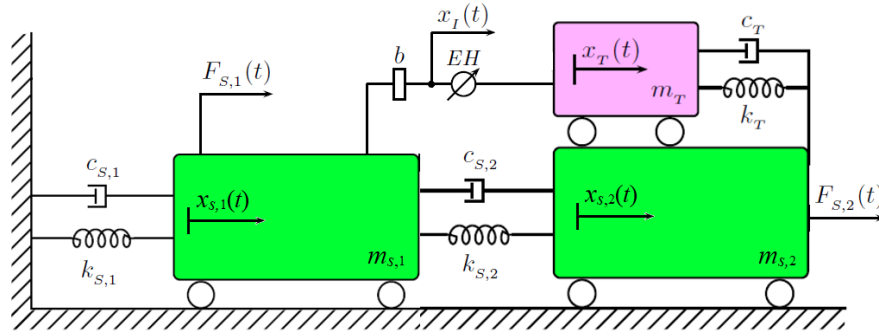 x_I(t)
c_T
b
EH
x_T(t)
F_{S,1}(t)
m_T
k_T
c_{S,1}
c_{S,2}
x_{s,1}(t)
x_{s,2}(t)
F_{S,2}(t)
m_{s,1}
m_{s,2}
k_{S,1}
k_{S,2}